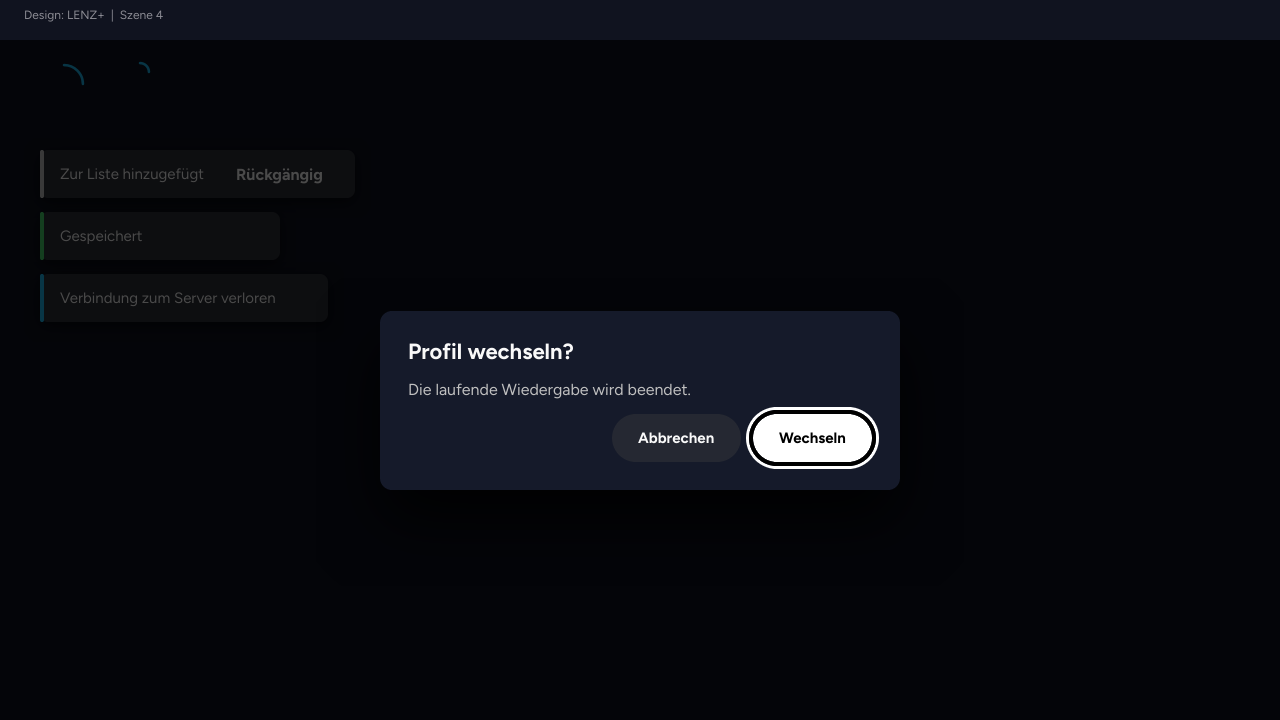 Design: LENZ+ | Szene 4
Zur Liste hinzugefügt Rückgängig
Gespeichert
Verbindung zum Server verloren
Profil wechseln?
Die laufende Wiedergabe wird beendet.
Abbrechen Wechseln